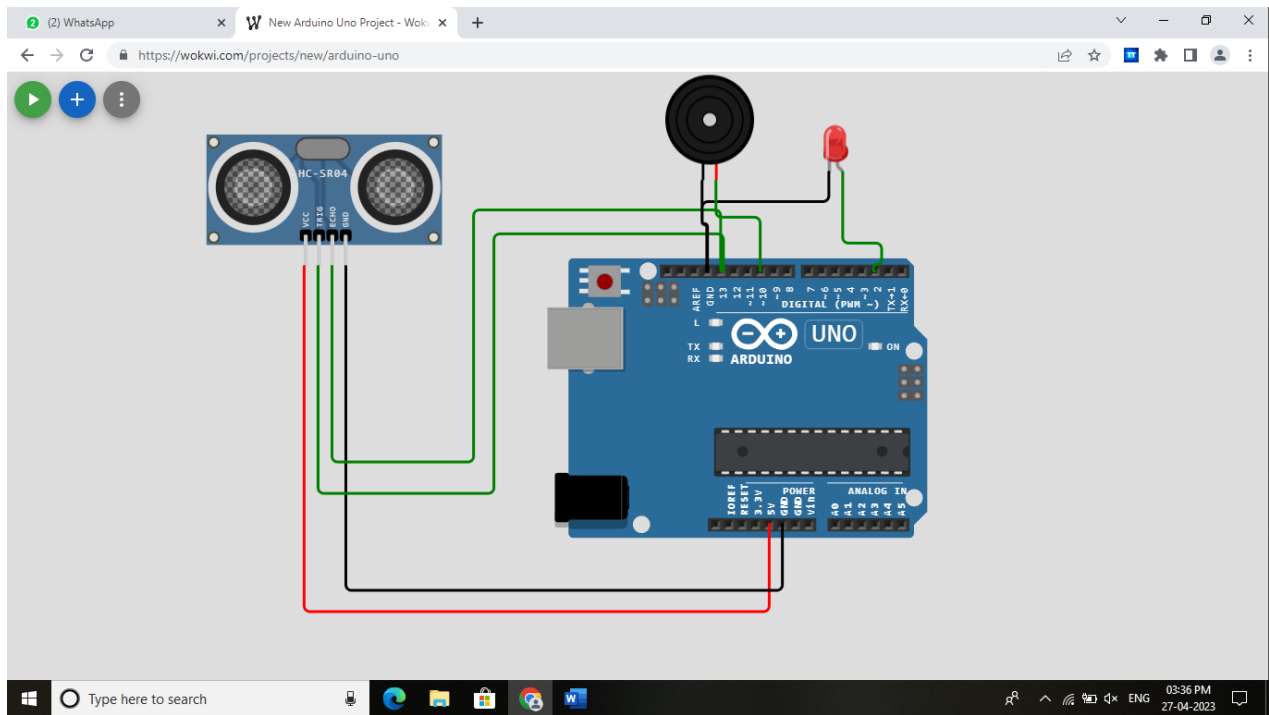 2 (2) WhatsApp × New Arduino Uno Project - Wokw ×
https://wokwi.com/projects/new/arduino-uno
HC-SR04
VCC
TRIG
ECHO
GND
AREF
GND
13
12
~11
~10
~9
8
7
~6
~5
4
~3
2
TX→1
RX←0
DIGITAL (PWM ~)
L
TX
RX
ARDUINO
UNO
ON
POWER
ANALOG IN
IOREF
RESET
3.3V
5V
GND
GND
Vin
A0
A1
A2
A3
A4
A5
Type here to search
W
ENG
03:36 PM
27-04-2023